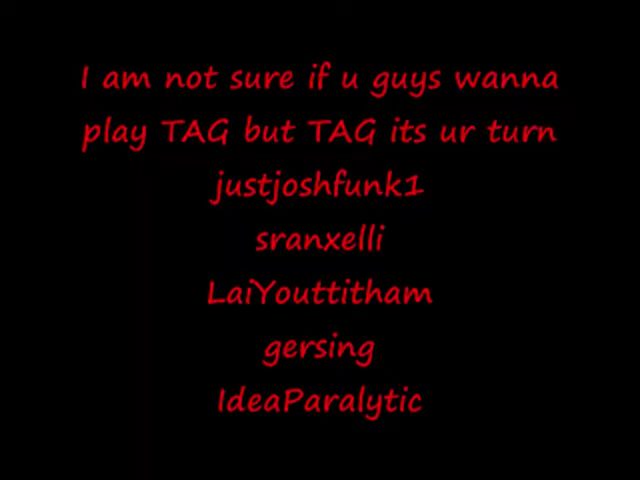 I am not sure if u guys wanna
play TAG but TAG its ur turn
justjoshfunk1
sranxelli
LaiYouttitham
gersing
IdeaParalytic